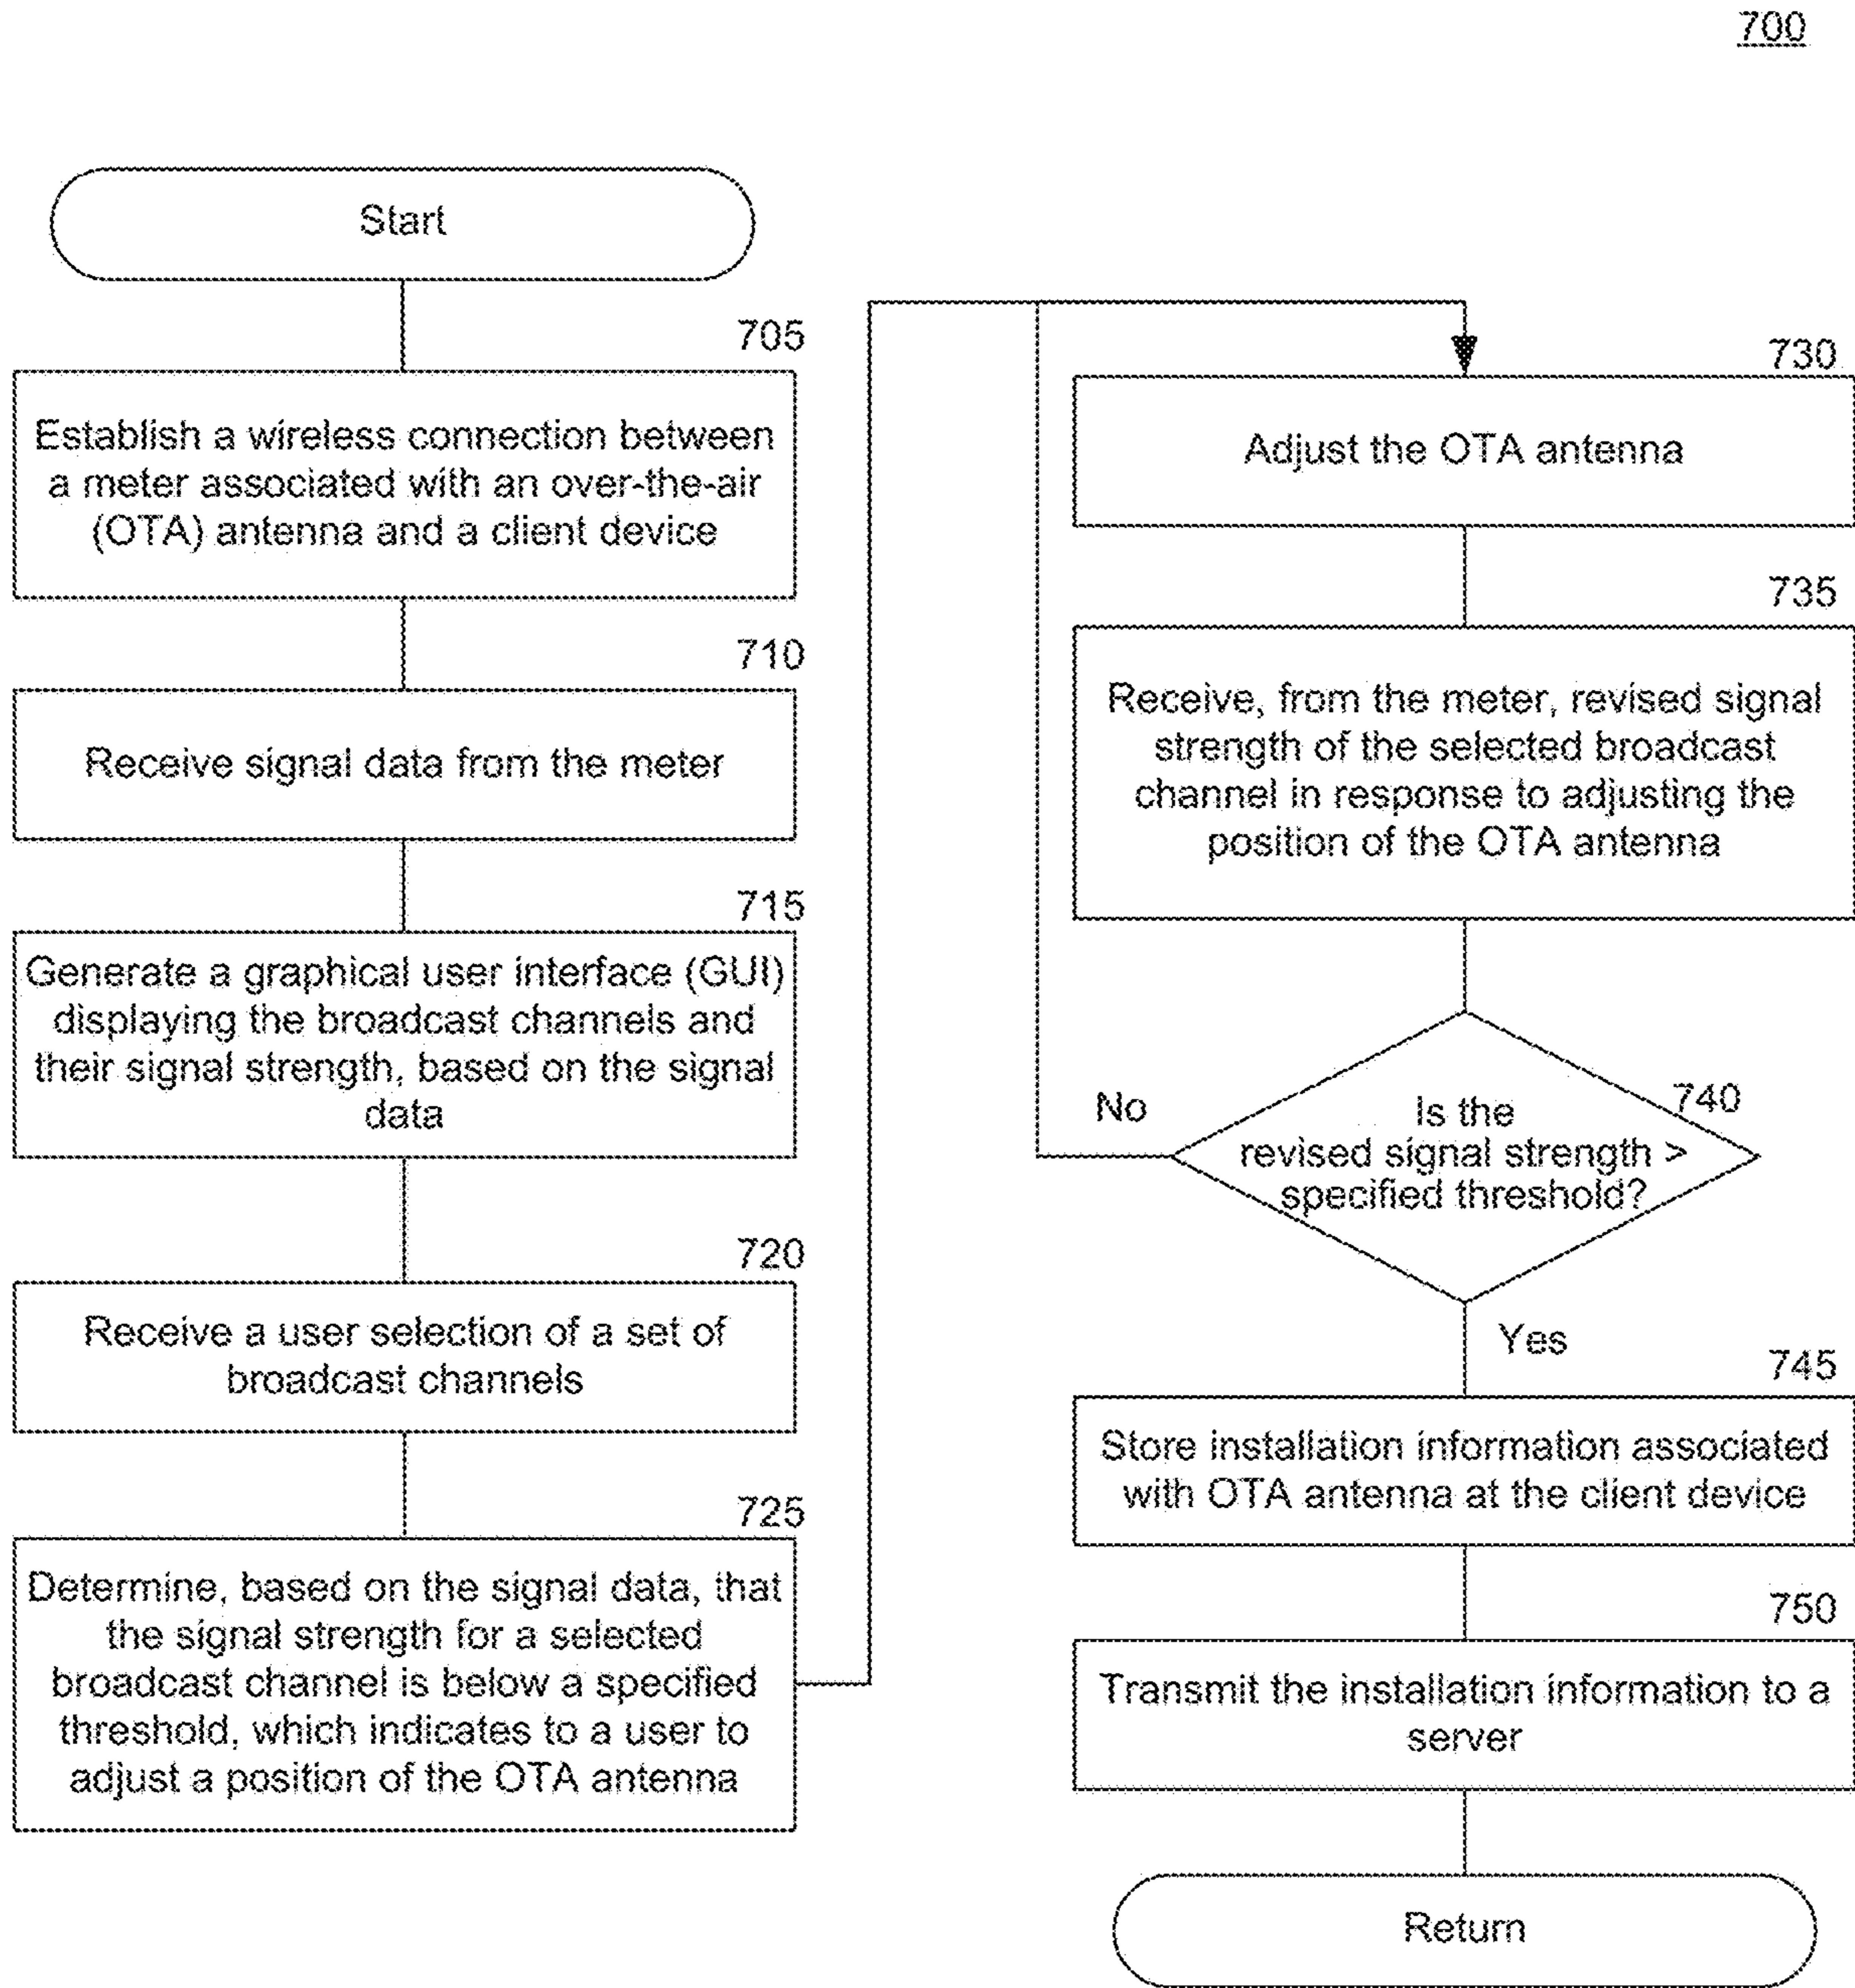 700
Start
705
Establish a wireless connection between
a meter associated with an over-the-air
(OTA) antenna and a client device
710
Receive signal data from the meter
715
Generate a graphical user interface (GUI)
displaying the broadcast channels and
their signal strength, based on the signal
data
720
Receive a user selection of a set of
broadcast channels
725
Determine, based on the signal data, that
the signal strength for a selected
broadcast channel is below a specified
threshold, which indicates to a user to
adjust a position of the OTA antenna
730
Adjust the OTA antenna
735
Receive, from the meter, revised signal
strength of the selected broadcast
channel in response to adjusting the
position of the OTA antenna
740
Is the
revised signal strength >
specified threshold?
No
Yes
745
Store installation information associated
with OTA antenna at the client device
750
Transmit the installation information to a
server
Return